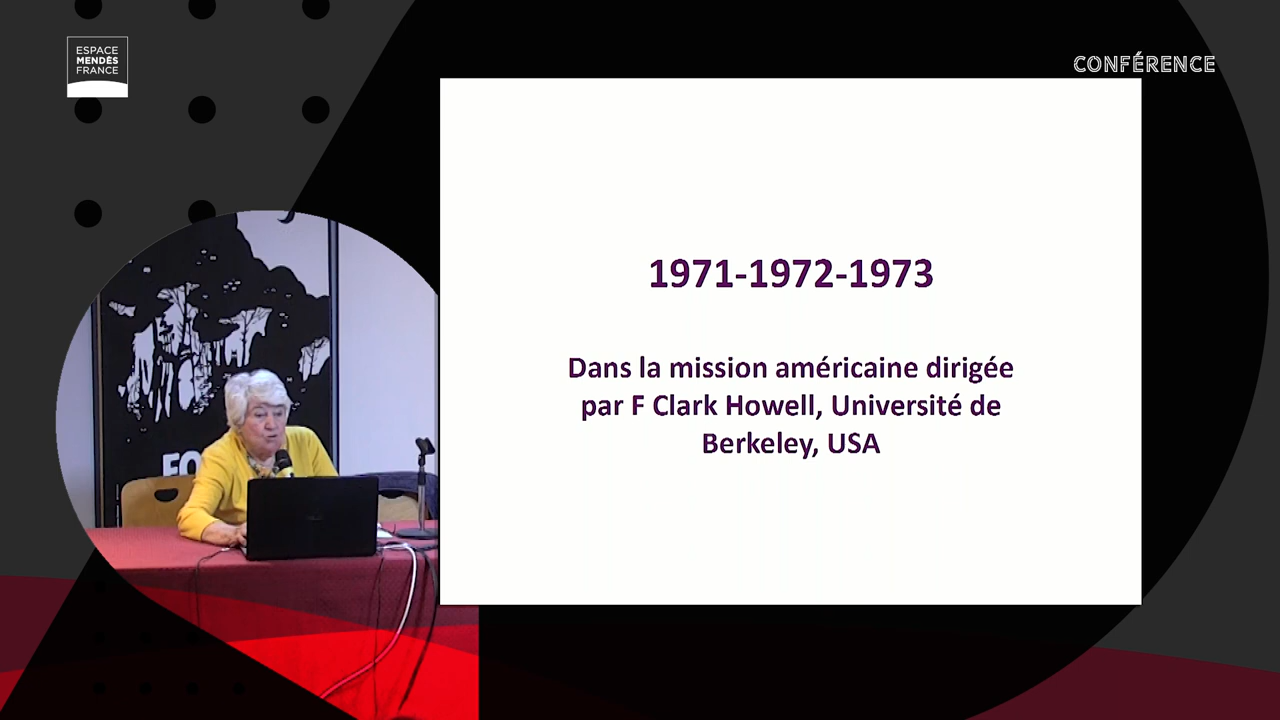 ESPACE
MENDÈS
FRANCE
CONFÉRENCE
1971-1972-1973
Dans la mission américaine dirigée
par F Clark Howell, Université de
Berkeley, USA
FO